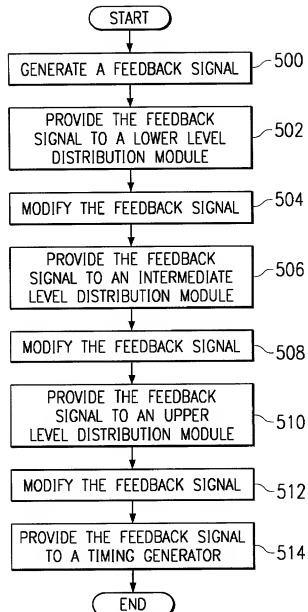 START
GENERATE A FEEDBACK SIGNAL
500
PROVIDE THE FEEDBACK
SIGNAL TO A LOWER LEVEL
DISTRIBUTION MODULE
502
MODIFY THE FEEDBACK SIGNAL
504
PROVIDE THE FEEDBACK
SIGNAL TO AN INTERMEDIATE
LEVEL DISTRIBUTION MODULE
506
MODIFY THE FEEDBACK SIGNAL
508
PROVIDE THE FEEDBACK
SIGNAL TO AN UPPER
LEVEL DISTRIBUTION MODULE
510
MODIFY THE FEEDBACK SIGNAL
512
PROVIDE THE FEEDBACK SIGNAL
TO A TIMING GENERATOR
514
END